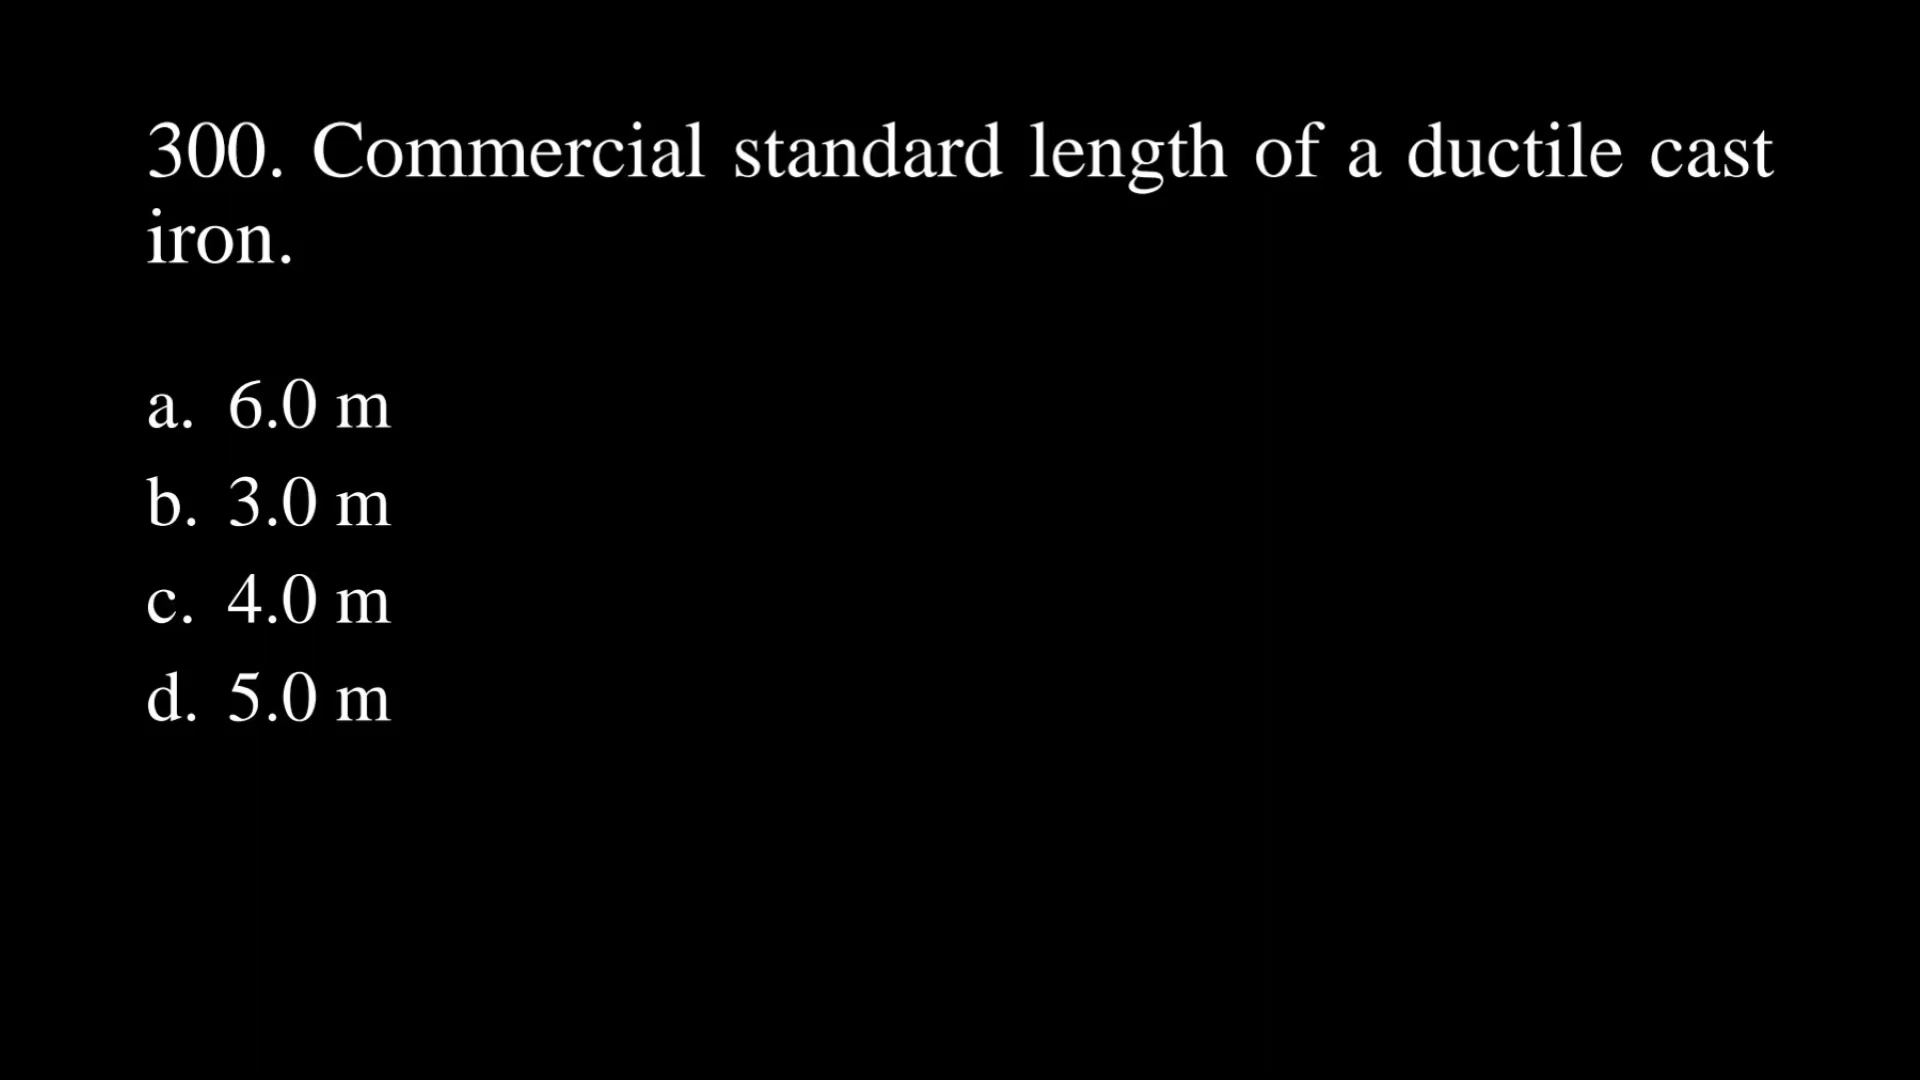 300. Commercial standard length of a ductile cast
iron.
a. 6.0 m
b. 3.0 m
c. 4.0 m
d. 5.0 m